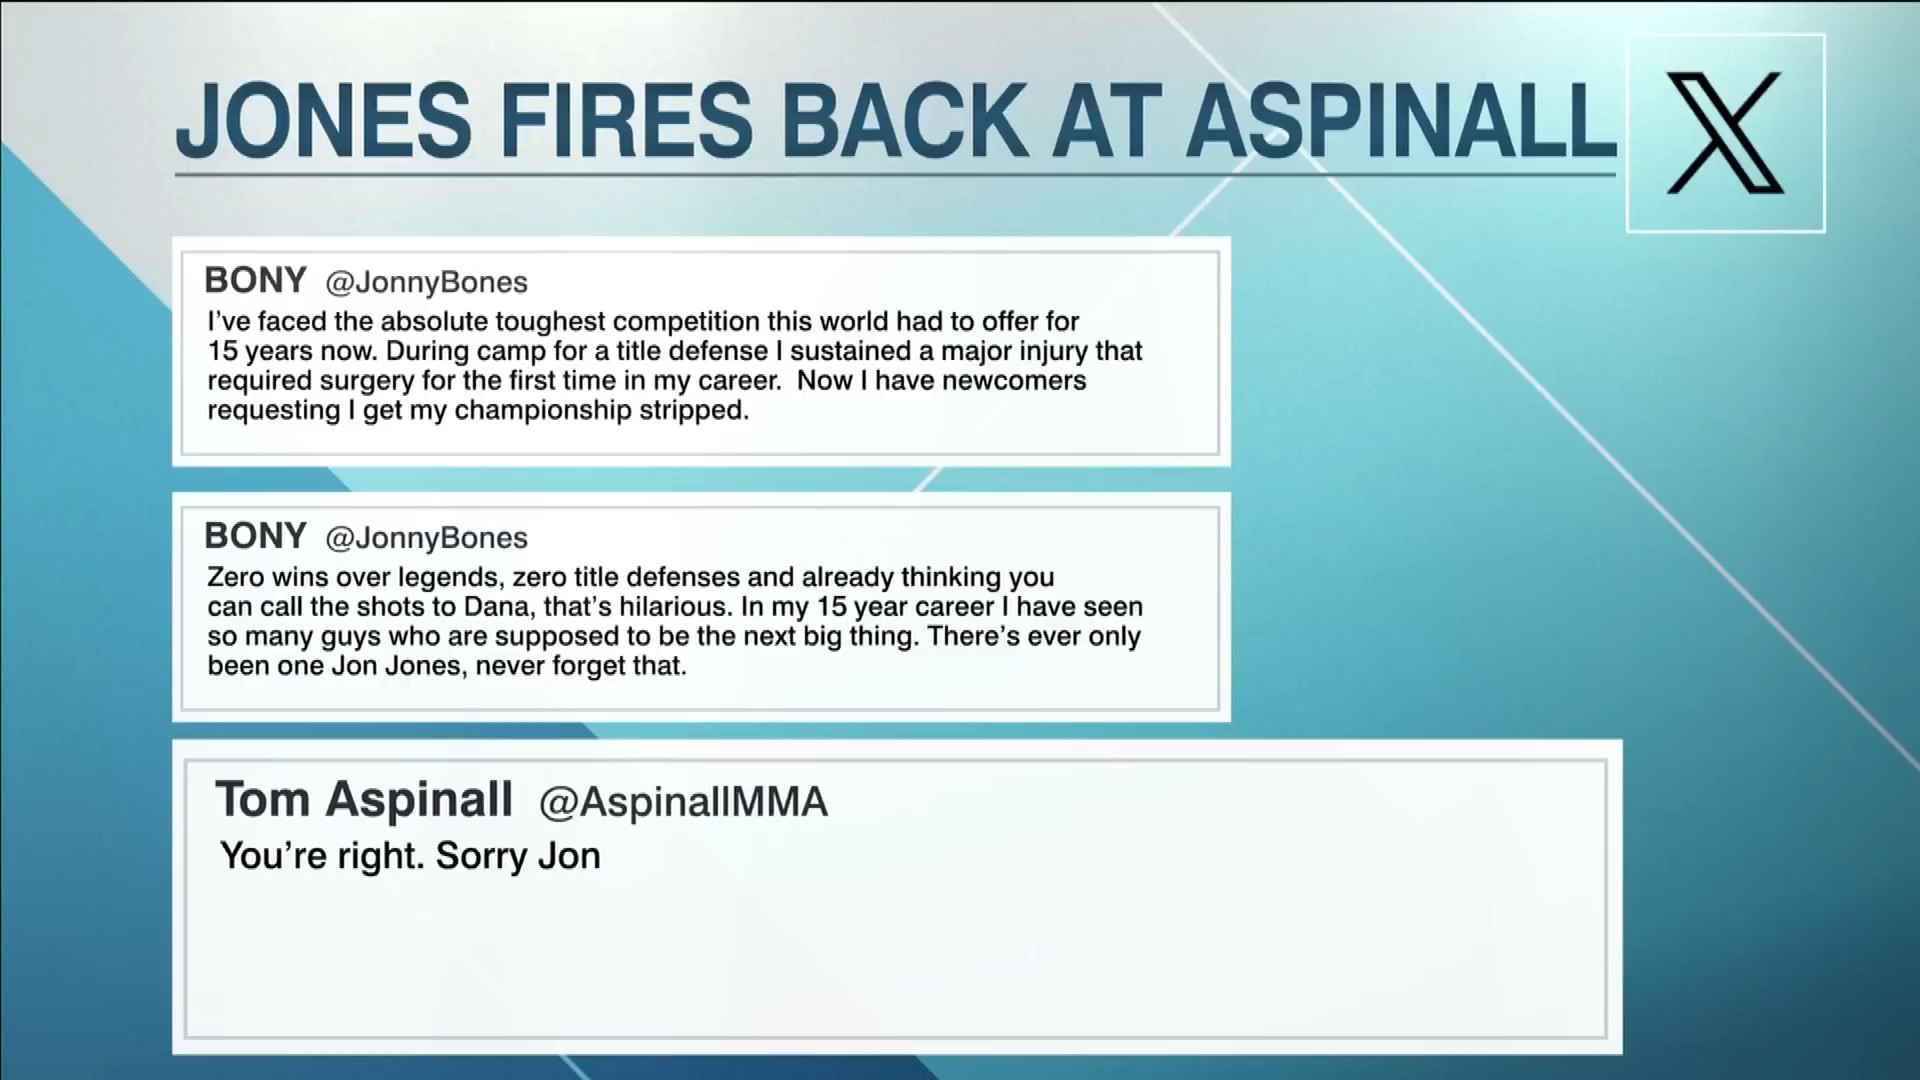 JONES FIRES BACK AT ASPINALL
BONY @JonnyBones
I’ve faced the absolute toughest competition this world had to offer for
15 years now. During camp for a title defense I sustained a major injury that
required surgery for the first time in my career.  Now I have newcomers
requesting I get my championship stripped.
BONY @JonnyBones
Zero wins over legends, zero title defenses and already thinking you
can call the shots to Dana, that’s hilarious. In my 15 year career I have seen
so many guys who are supposed to be the next big thing. There’s ever only
been one Jon Jones, never forget that.
Tom Aspinall @AspinallMMA
You’re right. Sorry Jon